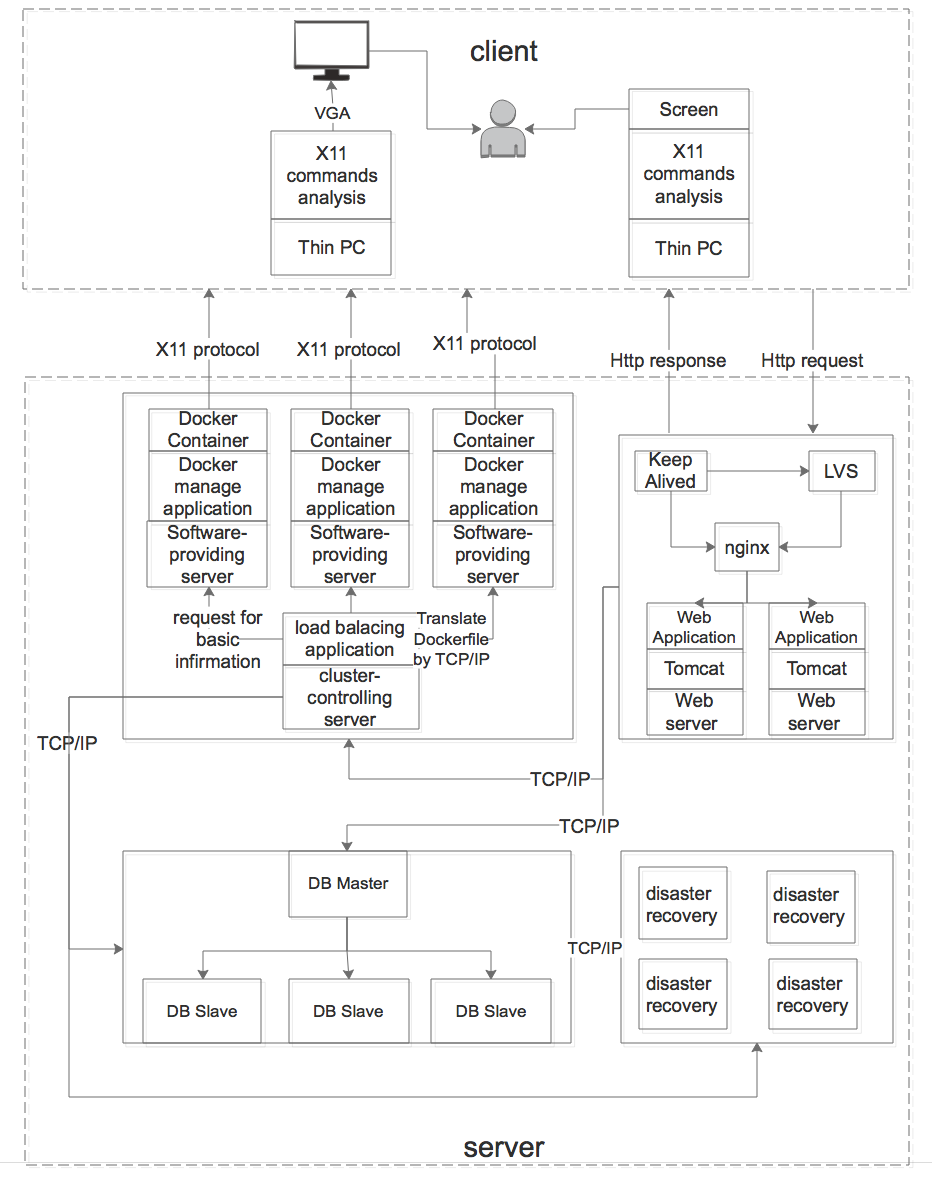 client
VGA
X11
commands
analysis
Thin PC
Screen
X11
commands
analysis
Thin PC
X11 protocol
X11 protocol
X11 protocol
Http response
Http request
Docker
Container
Docker
manage
application
Software-
providing
server
Docker
Container
Docker
manage
application
Software-
providing
server
Docker
Container
Docker
manage
application
Software-
providing
server
request for
basic
infirmation
load balacing
application
cluster-
controlling
server
Translate
Dockerfile
by TCP/IP
Keep
Alived
LVS
nginx
Web
Application
Tomcat
Web
server
Web
Application
Tomcat
Web
server
TCP/IP
TCP/IP
TCP/IP
DB Master
DB Slave
DB Slave
DB Slave
TCP/IP
disaster
recovery
disaster
recovery
disaster
recovery
disaster
recovery
server